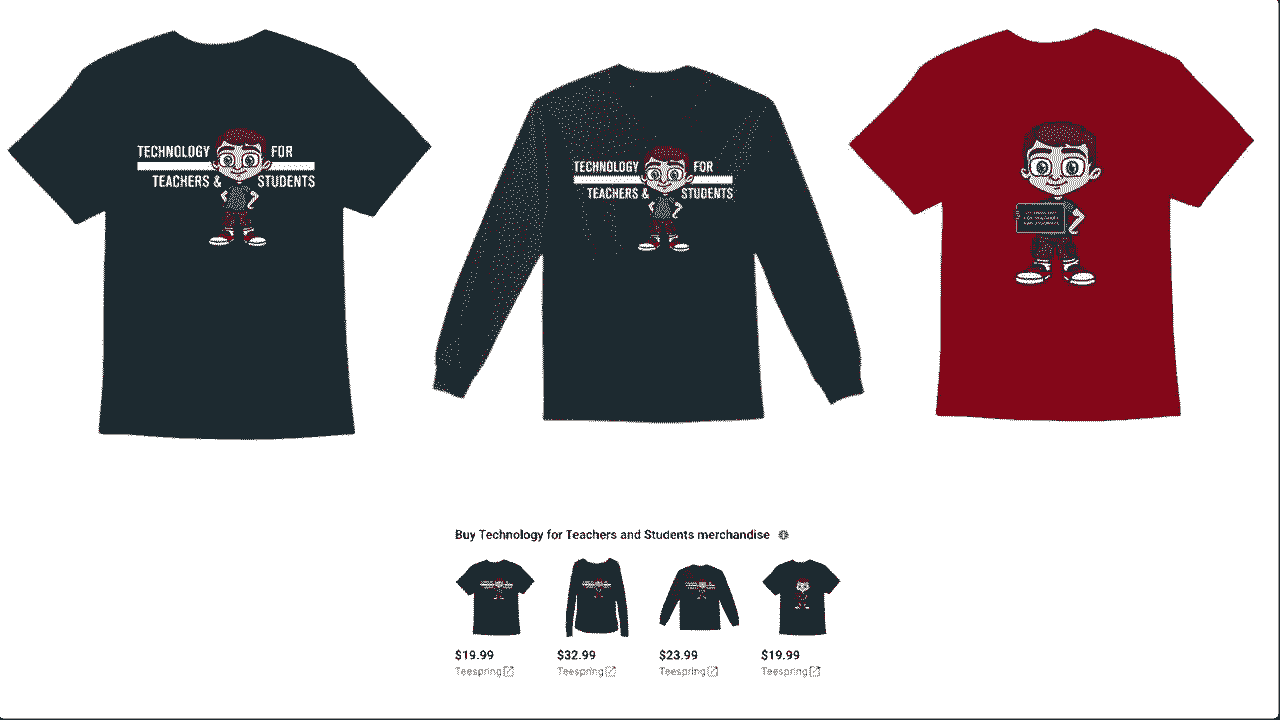 TECHNOLOGY FOR
TEACHERS & STUDENTS
TECHNOLOGY FOR
TEACHERS & STUDENTS
Buy Technology for Teachers and Students merchandise
$19.99
$32.99
$23.99
$19.99
Teespring
Teespring
Teespring
Teespring